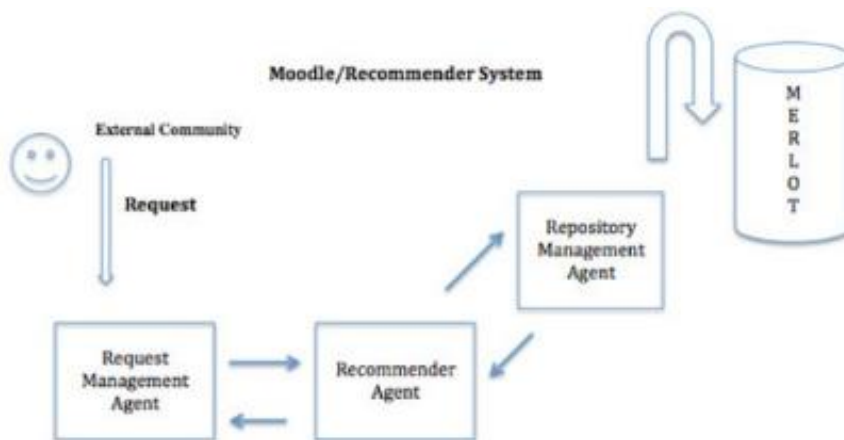 Moodle/Recommender System
External Community
Request
M
E
R
L
O
T
Repository
Management
Agent
Request
Management
Agent
Recommender
Agent